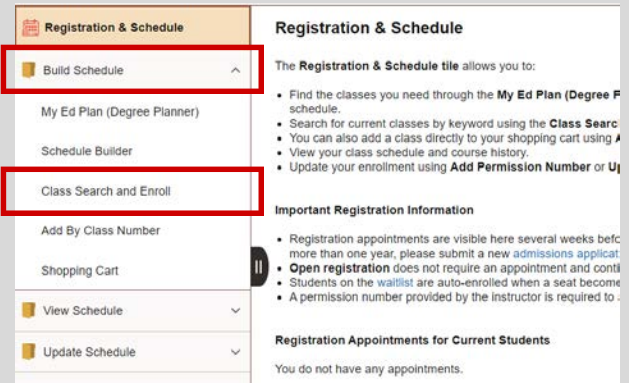 Registration & Schedule
Build Schedule
My Ed Plan (Degree Planner)
Schedule Builder
Class Search and Enroll
Add By Class Number
Shopping Cart
View Schedule
Update Schedule
Registration & Schedule
The Registration & Schedule tile allows you to:
• Find the classes you need through the My Ed Plan (Degree
schedule.
• Search for current classes by keyword using the Class Searc
• You can also add a class directly to your shopping cart using
• View your class schedule and course history.
• Update your enrollment using Add Permission Number or
Important Registration Information
• Registration appointments are visible here several weeks befo
more than one year, please submit a new admissions applicat
• Open registration does not require an appointment and conti
• Students on the waitlist are auto-enrolled when a seat become
• A permission number provided by the instructor is required to
Registration Appointments for Current Students
You do not have any appointments.